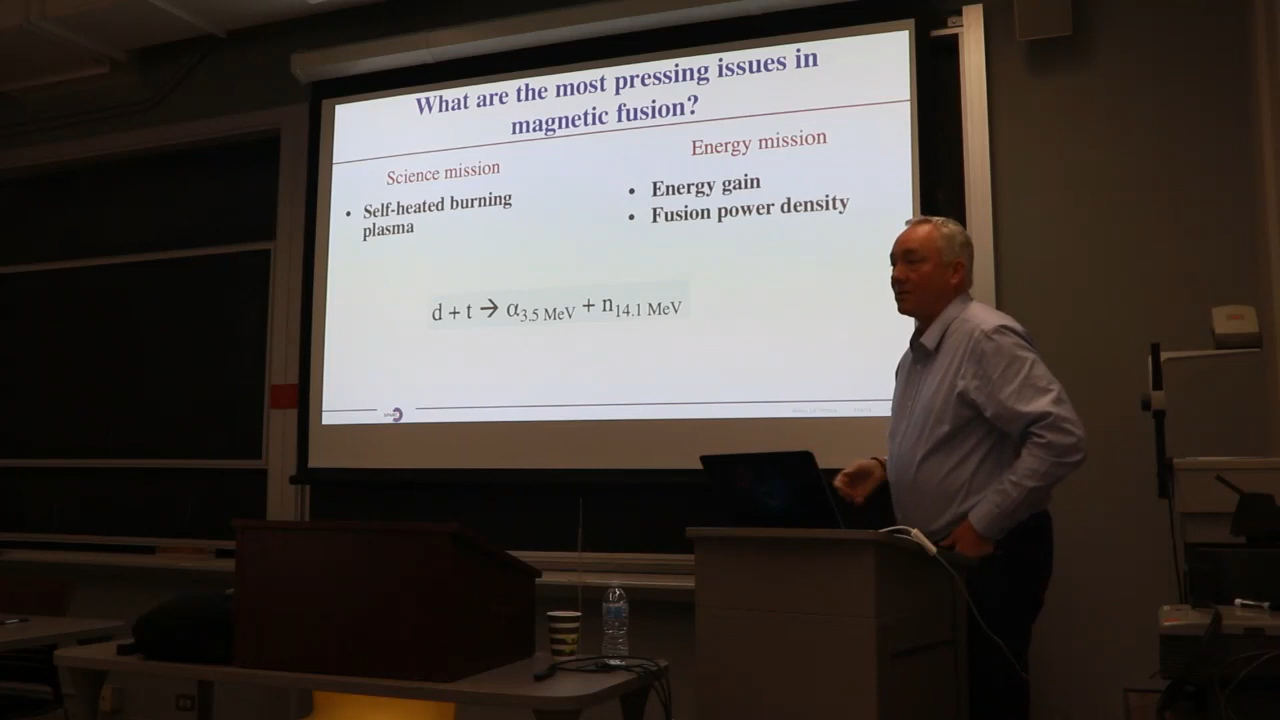 What are the most pressing issues in
magnetic fusion?
Science mission
• Self-heated burning
plasma
Energy mission
• Energy gain
• Fusion power density
d + t → α3.5 MeV + n14.1 MeV